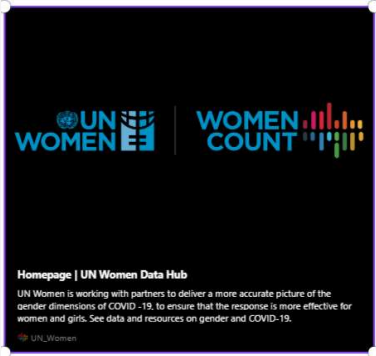 UN
WOMEN
WOMEN
COUNT
Homepage | UN Women Data Hub
UN Women is working with partners to deliver a more accurate picture of the
gender dimensions of COVID -19, to ensure that the response is more effective for
women and girls. See data and resources on gender and COVID-19.
UN_Women